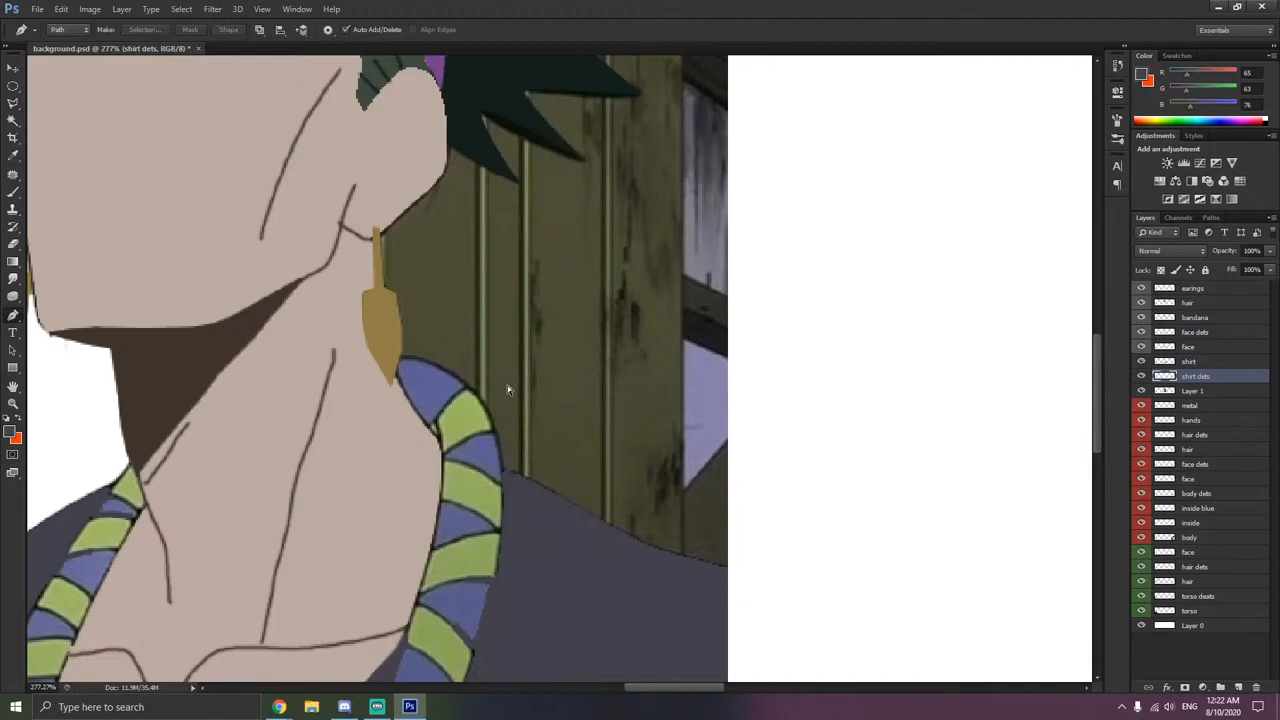 Ps File Edit Image Layer Type Select Filter 3D View Window Help
Path Make: Selection... Mask Shape Auto Add/Delete Align Edges Essentials
background.psd @ 277% (shirt dets, RGB/8) * ×
Color Swatches
R 65
G 63
B 76
Adjustments Styles
Add an adjustment
Layers Channels Paths
Kind
Normal Opacity: 100%
Lock: Fill: 100%
earings
hair
bandana
face dets
face
shirt
shirt dets
Layer 1
metal
hands
hair dets
hair
face dets
face
body dets
inside blue
inside
body
face
hair dets
hair
torso deats
torso
Layer 0
277.27% Doc: 11.9M/35.4M
Type here to search Ps ENG 12:22 AM
8/10/2020